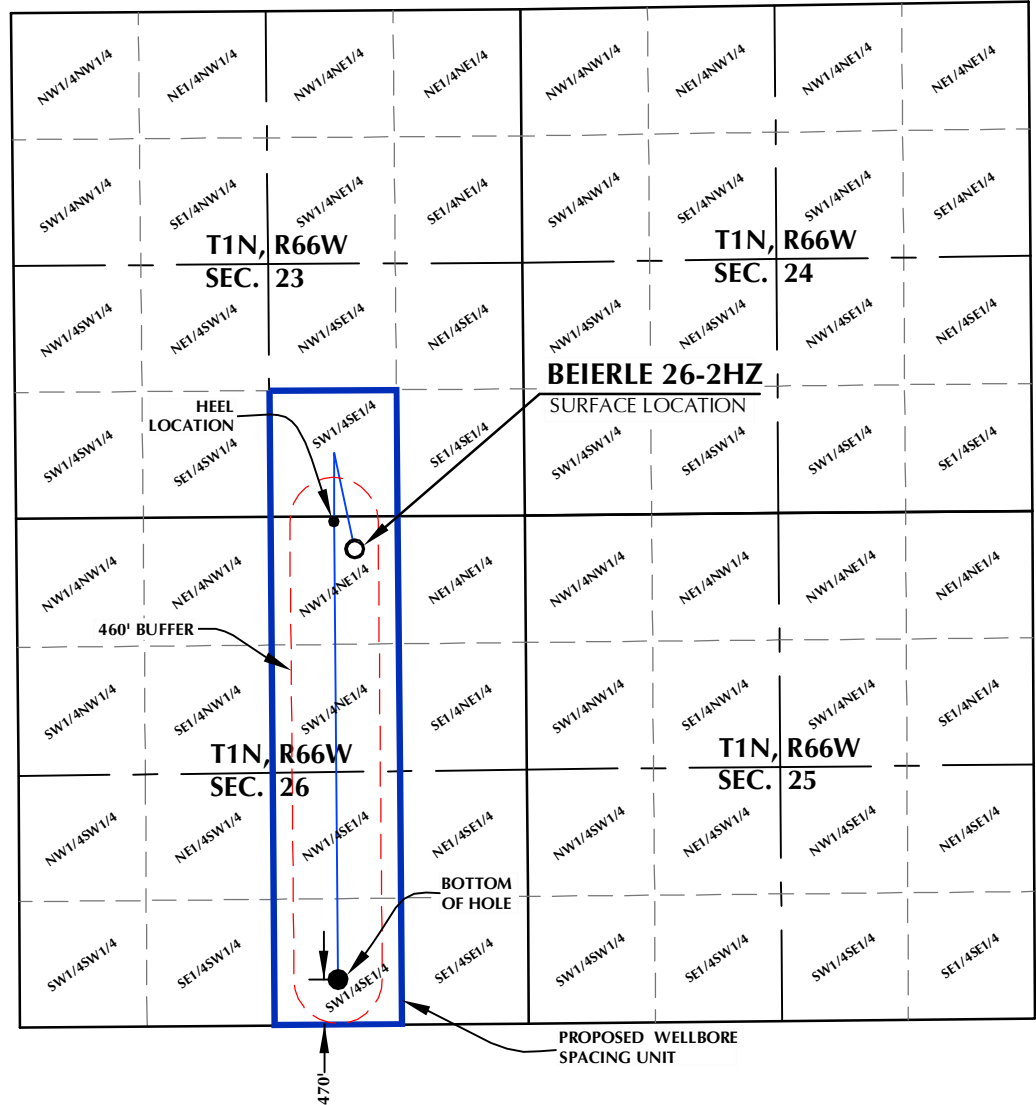 NW1/4NW1/4 NE1/4NW1/4 NW1/4NE1/4 NE1/4NE1/4 NW1/4NW1/4 NE1/4NW1/4 NW1/4NE1/4 NE1/4NE1/4
SW1/4NW1/4 SE1/4NW1/4 SW1/4NE1/4 SE1/4NE1/4 SW1/4NW1/4 SE1/4NW1/4 SW1/4NE1/4 SE1/4NE1/4
T1N, R66W
SEC. 23
T1N, R66W
SEC. 24
NW1/4SW1/4 NE1/4SW1/4 NW1/4SE1/4 NE1/4SE1/4 NW1/4SW1/4 NE1/4SW1/4 NW1/4SE1/4 NE1/4SE1/4
BEIERLE 26-2HZ
SURFACE LOCATION
HEEL
LOCATION
SW1/4SW1/4 SE1/4SW1/4 SW1/4SE1/4 SE1/4SE1/4 SW1/4SW1/4 SE1/4SW1/4 SW1/4SE1/4 SE1/4SE1/4
NW1/4NW1/4 NE1/4NW1/4 NW1/4NE1/4 NE1/4NE1/4 NW1/4NW1/4 NE1/4NW1/4 NW1/4NE1/4 NE1/4NE1/4
460' BUFFER
SW1/4NW1/4 SE1/4NW1/4 SW1/4NE1/4 SE1/4NE1/4 SW1/4NW1/4 SE1/4NW1/4 SW1/4NE1/4 SE1/4NE1/4
T1N, R66W
SEC. 26
T1N, R66W
SEC. 25
NW1/4SW1/4 NE1/4SW1/4 NW1/4SE1/4 NE1/4SE1/4 NW1/4SW1/4 NE1/4SW1/4 NW1/4SE1/4 NE1/4SE1/4
BOTTOM
OF HOLE
SW1/4SW1/4 SE1/4SW1/4 SW1/4SE1/4 SE1/4SE1/4 SW1/4SW1/4 SE1/4SW1/4 SW1/4SE1/4 SE1/4SE1/4
PROPOSED WELLBORE
SPACING UNIT
470'